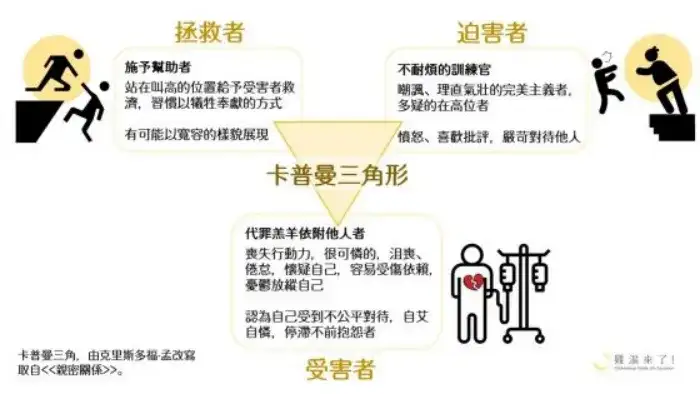 拯救者
施予幫助者
站在叫高的位置給予受害者救
濟，習慣以犧牲奉獻的方式
有可能以寬容的樣貌展現
迫害者
不耐煩的訓練官
嘲諷、理直氣壯的完美主義者，
多疑的在高位者
憤怒、喜歡批評，嚴苛對待他人
卡普曼三角形
代罪羔羊依附他人者
喪失行動力，很可憐的，沮喪、
倦怠，懷疑自己，容易受傷依賴，
憂鬱放縱自己
認為自己受到不公平對待，自艾
自憐，停滯不前抱怨者
受害者
卡普曼三角，由克里斯多福·孟改寫
取自<<親密關係>>。
來了！